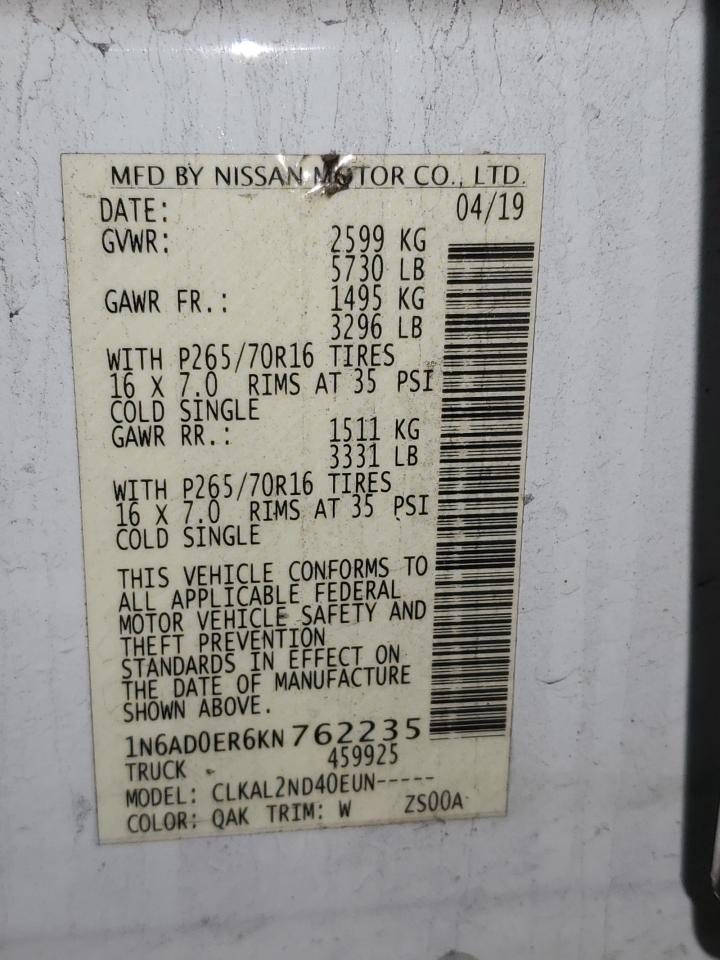 MFD BY NISSAN MOTOR CO., LTD.
DATE: 04/19
GVWR: 2599 KG
5730 LB
GAWR FR.: 1495 KG
3296 LB
WITH P265/70R16 TIRES
16 X 7.0 RIMS AT 35 PSI
COLD SINGLE
GAWR RR.: 1511 KG
3331 LB
WITH P265/70R16 TIRES
16 X 7.0 RIMS AT 35 PSI
COLD SINGLE
THIS VEHICLE CONFORMS TO
ALL APPLICABLE FEDERAL
MOTOR VEHICLE SAFETY AND
THEFT PREVENTION
STANDARDS IN EFFECT ON
THE DATE OF MANUFACTURE
SHOWN ABOVE.
1N6AD0ER6KN762235
TRUCK 459925
MODEL: CLKAL2ND40EUN-----
COLOR: QAK TRIM: W ZS00A